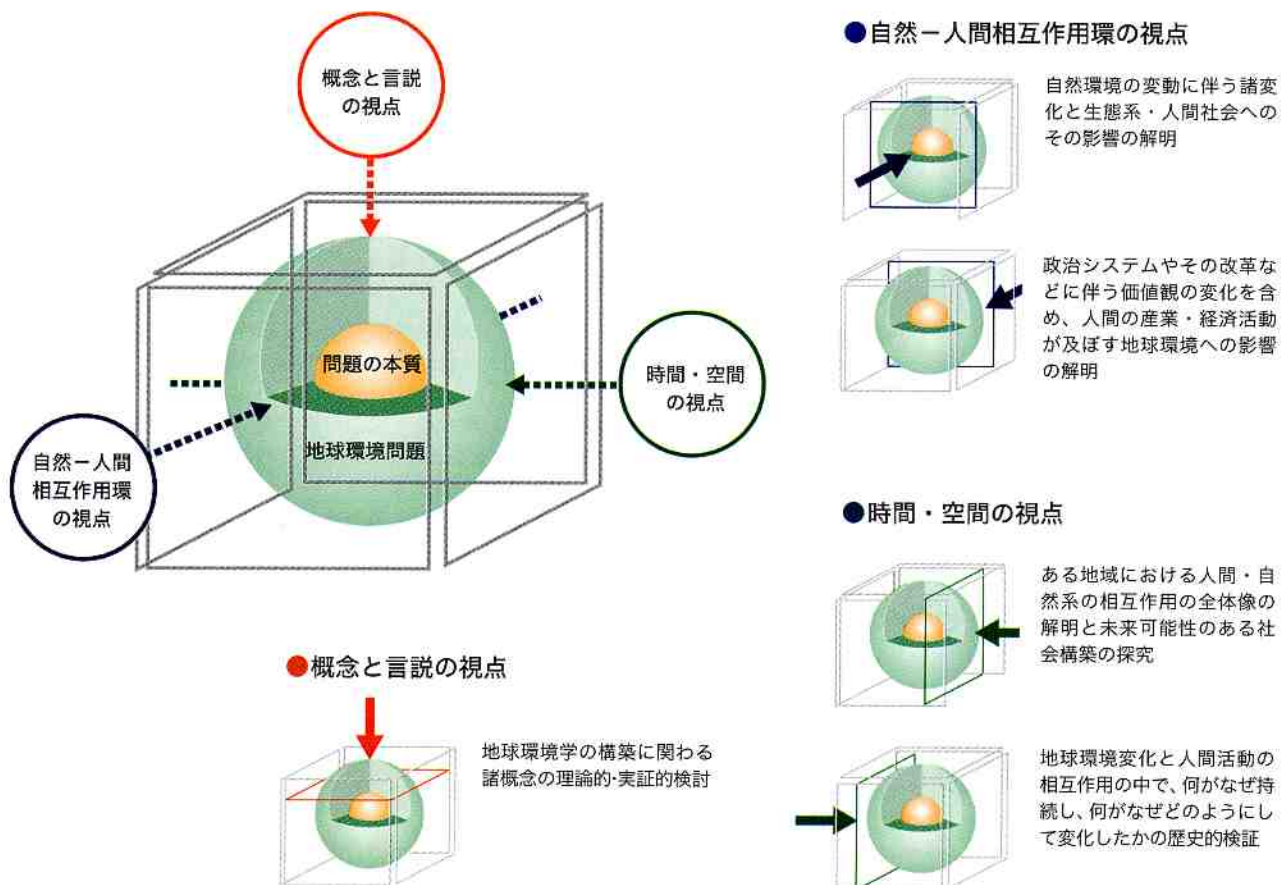 概念と言説
の視点
問題の本質
時間・空間
の視点
地球環境問題
自然－人間
相互作用環
の視点
●自然－人間相互作用環の視点
自然環境の変動に伴う諸変
化と生態系・人間社会への
その影響の解明
政治システムやその改革な
どに伴う価値観の変化を含
め、人間の産業・経済活動
が及ぼす地球環境への影響
の解明
●時間・空間の視点
ある地域における人間・自
然系の相互作用の全体像の
解明と未来可能性のある社
会構築の探究
地球環境変化と人間活動の
相互作用の中で、何がなぜ持
続し、何がなぜどのようにし
て変化したかの歴史的検証
●概念と言説の視点
地球環境学の構築に関わる
諸概念の理論的・実証的検討